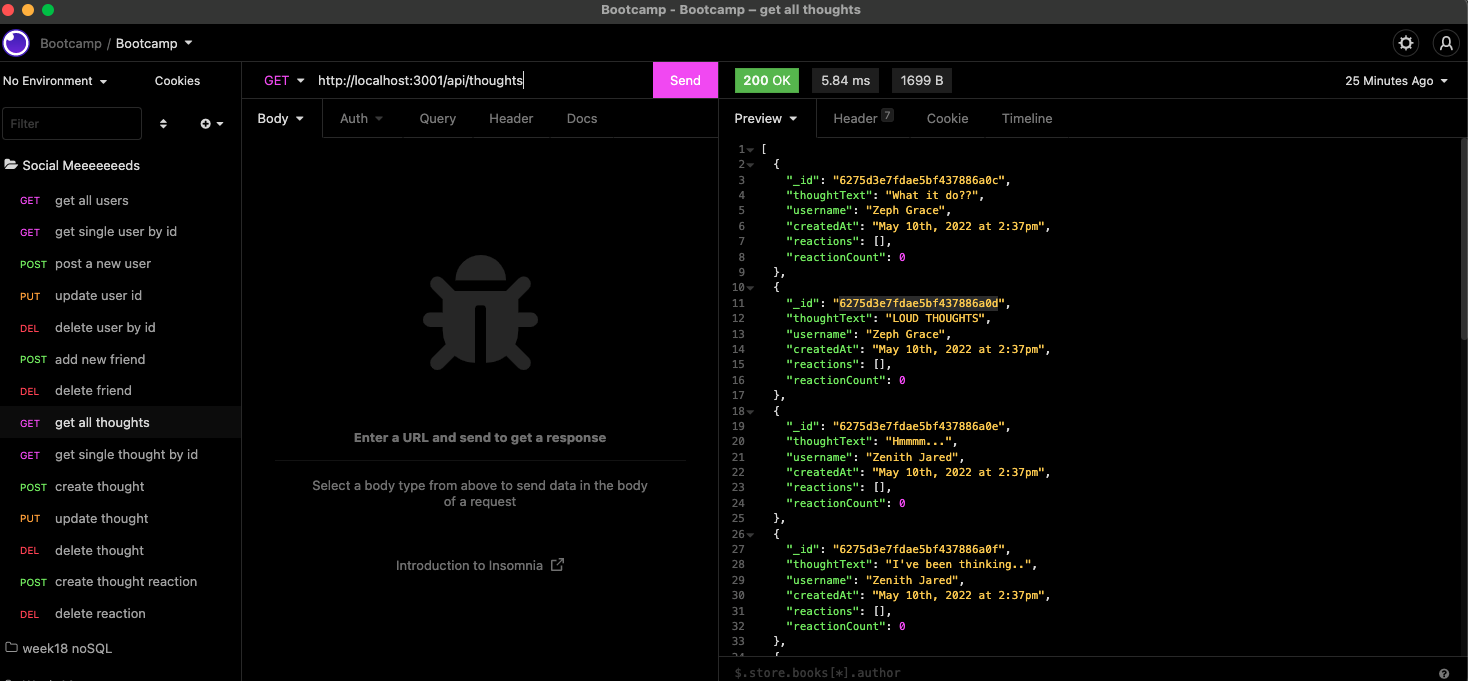 Bootcamp - Bootcamp – get all thoughts
Bootcamp / Bootcamp
No Environment
Cookies
GET http://localhost:3001/api/thoughts
Send
200 OK 5.84 ms 1699 B
25 Minutes Ago
Filter
Body Auth Query Header Docs
Preview Header 7 Cookie Timeline
Social Meeeeeeeds
GET get all users
GET get single user by id
POST post a new user
PUT update user id
DEL delete user by id
POST add new friend
DEL delete friend
GET get all thoughts
GET get single thought by id
POST create thought
PUT update thought
DEL delete thought
POST create thought reaction
DEL delete reaction
week18 noSQL
Enter a URL and send to get a response
Select a body type from above to send data in the body
of a request
Introduction to Insomnia
1 [
2 {
3 "_id": "6275d3e7fdae5bf437886a0c",
4 "thoughtText": "What it do??",
5 "username": "Zeph Grace",
6 "createdAt": "May 10th, 2022 at 2:37pm",
7 "reactions": [],
8 "reactionCount": 0
9 },
10 {
11 "_id": "6275d3e7fdae5bf437886a0d",
12 "thoughtText": "LOUD THOUGHTS",
13 "username": "Zeph Grace",
14 "createdAt": "May 10th, 2022 at 2:37pm",
15 "reactions": [],
16 "reactionCount": 0
17 },
18 {
19 "_id": "6275d3e7fdae5bf437886a0e",
20 "thoughtText": "Hmmmm...",
21 "username": "Zenith Jared",
22 "createdAt": "May 10th, 2022 at 2:37pm",
23 "reactions": [],
24 "reactionCount": 0
25 },
26 {
27 "_id": "6275d3e7fdae5bf437886a0f",
28 "thoughtText": "I've been thinking..",
29 "username": "Zenith Jared",
30 "createdAt": "May 10th, 2022 at 2:37pm",
31 "reactions": [],
32 "reactionCount": 0
33 },
34 {
$.store.books[*].author